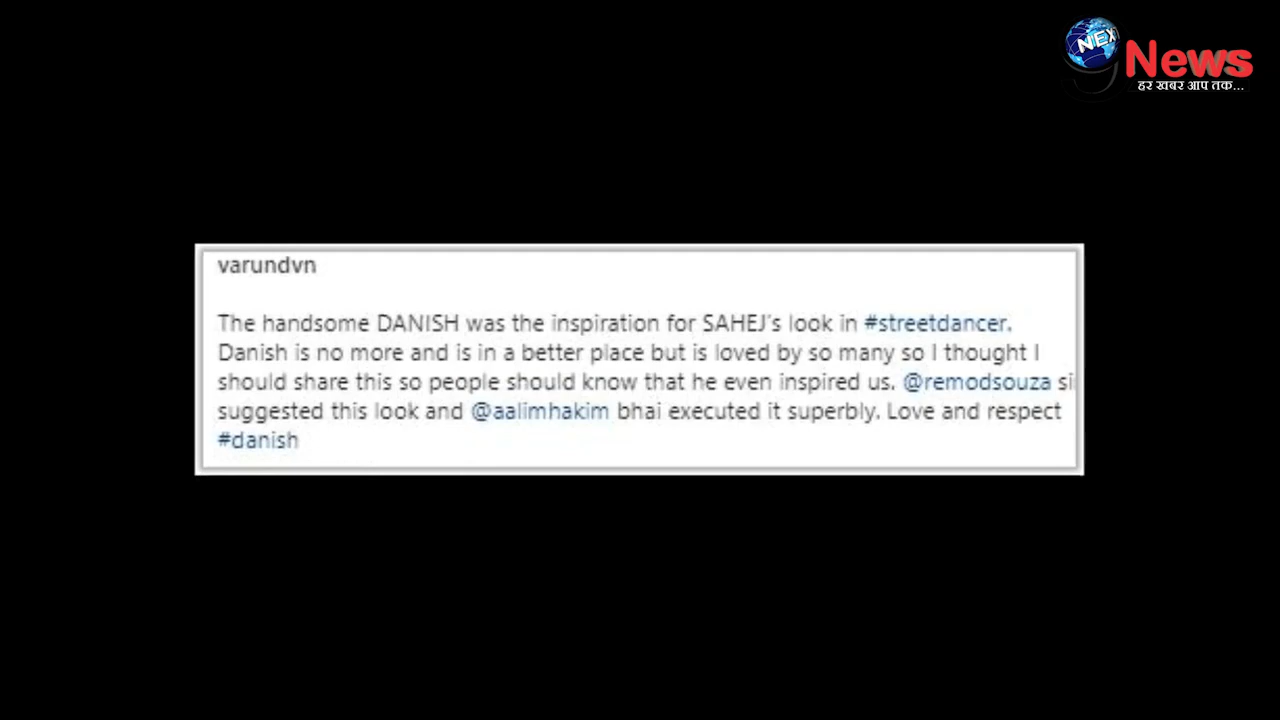 NEX
9 News
हर खबर आप तक...
varundvn
The handsome DANISH was the inspiration for SAHEJ's look in #streetdancer.
Danish is no more and is in a better place but is loved by so many so I thought I
should share this so people should know that he even inspired us. @remodsouza si
suggested this look and @aalimhakim bhai executed it superbly. Love and respect
#danish